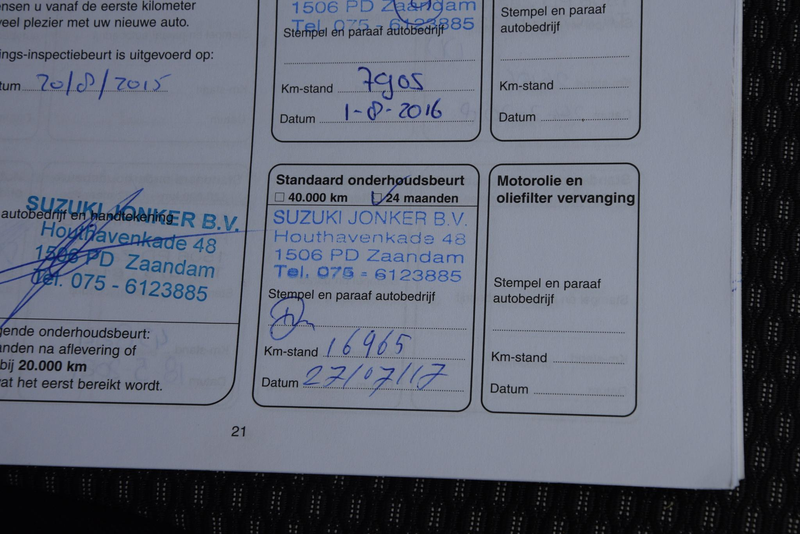 ensen u vanaf de eerste kilometer
veel plezier met uw nieuwe auto.
ings-inspectiebeurt is uitgevoerd op:
tum 20/8/2015
SUZUKI JONKER B.V.
autobedrijf en handtekening
Houthavenkade 48
1506 PD Zaandam
Tel. 075 - 6123885
gende onderhoudsbeurt:
anden na aflevering of
bij 20.000 km
wat het eerst bereikt wordt.
1506 PD Zaandam
Tel. 075 - 6123885
Stempel en paraaf autobedrijf
Km-stand 7905
Datum 1-8-2016
Stempel en paraaf
autobedrijf
Km-stand
Datum
Standaard onderhoudsbeurt
40.000 km 24 maanden
SUZUKI JONKER B.V.
Houthavenkade 48
1506 PD Zaandam
Tel. 075 - 6123885
Stempel en paraaf autobedrijf
Km-stand 16965
Datum 27/07/17
Motorolie en
oliefilter vervanging
Stempel en paraaf
autobedrijf
Km-stand
Datum
21